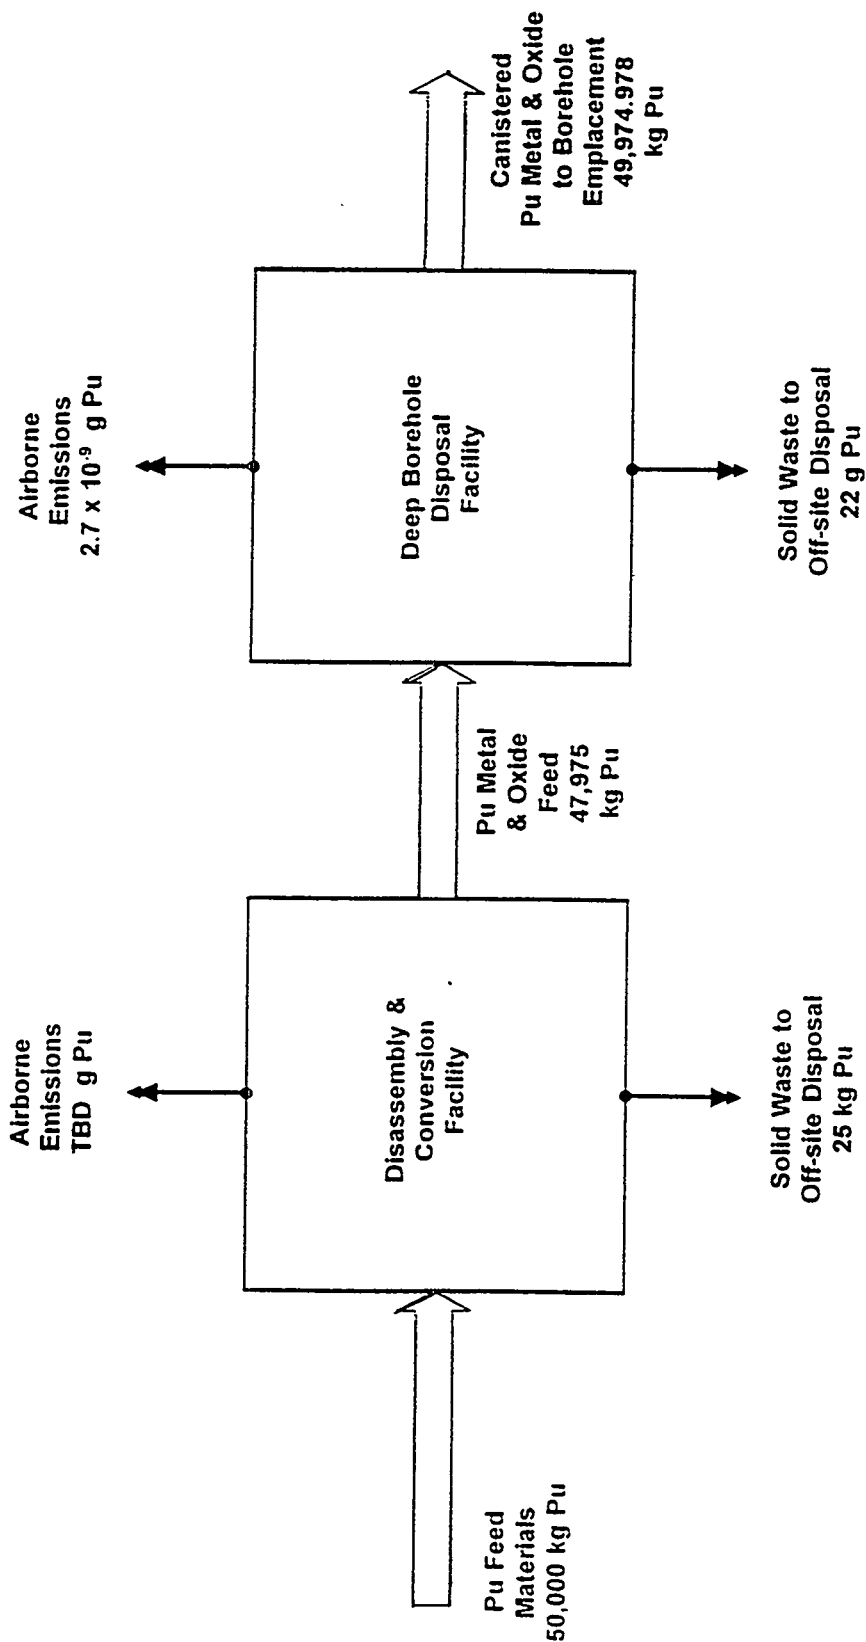 Pu Feed
Materials
50,000 kg Pu
Airborne
Emissions
TBD g Pu
Disassembly &
Conversion
Facility
Solid Waste to
Off-site Disposal
25 kg Pu
Pu Metal
& Oxide
Feed
47,975
kg Pu
Airborne
Emissions
2.7 x 10⁻⁹ g Pu
Deep Borehole
Disposal
Facility
Solid Waste to
Off-site Disposal
22 g Pu
Canistered
Pu Metal & Oxide
to Borehole
Emplacement
49,974.978
kg Pu